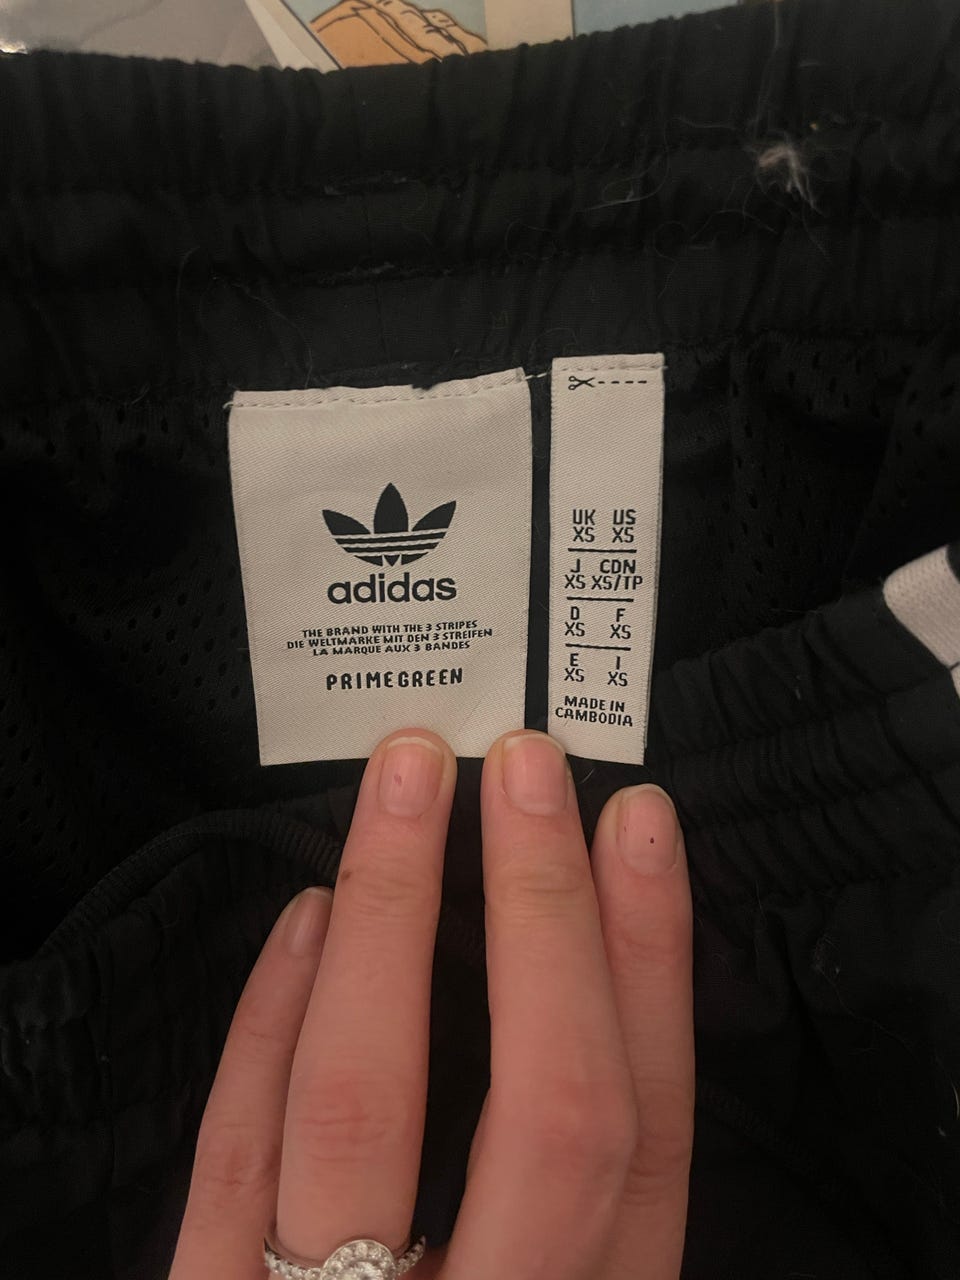 adidas
THE BRAND WITH THE 3 STRIPES
DIE WELTMARKE MIT DEN 3 STREIFEN
LA MARQUE AUX 3 BANDES
PRIMEGREEN
UK US
XS XS
J CDN
XS XS/TP
D F
XS XS
E I
XS XS
MADE IN
CAMBODIA